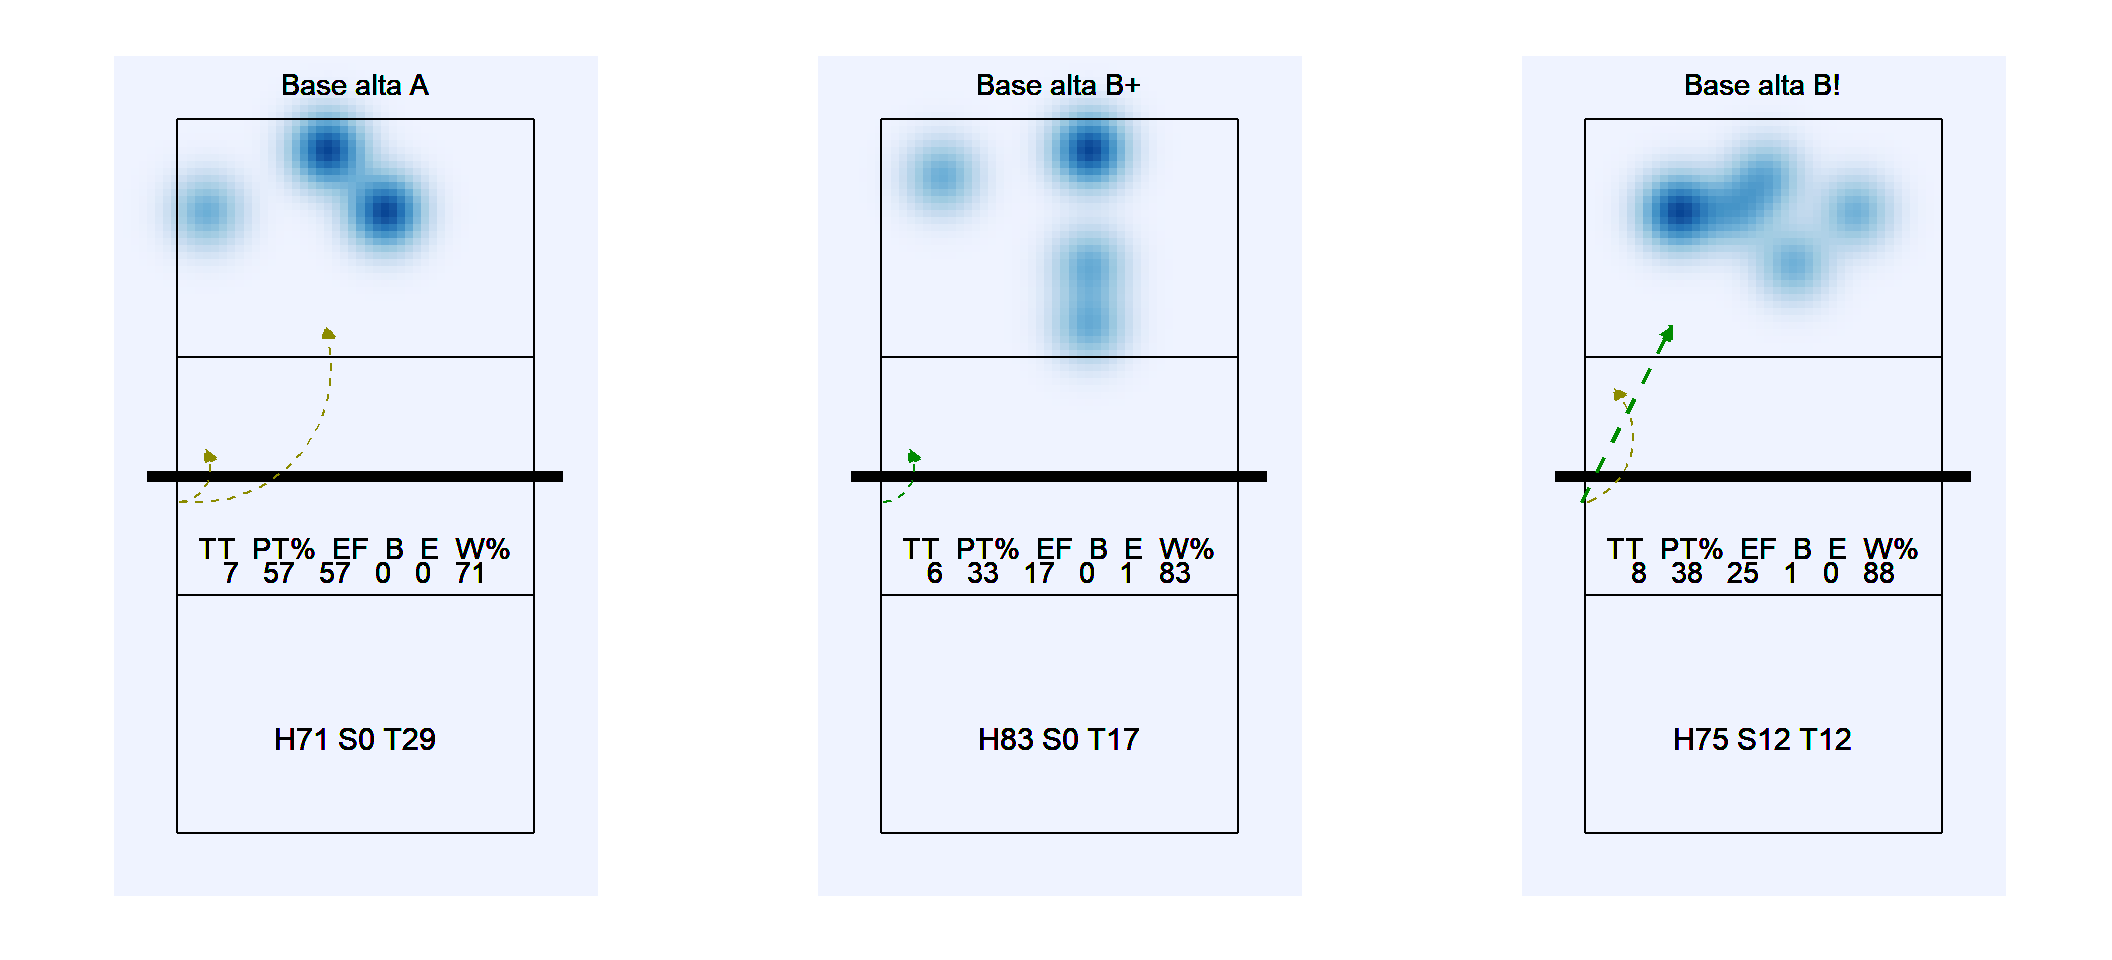 Base alta A
TT PT% EF B E W%
7 57 57 0 0 71
H71 S0 T29
Base alta B+
TT PT% EF B E W%
6 33 17 0 1 83
H83 S0 T17
Base alta B!
TT PT% EF B E W%
8 38 25 1 0 88
H75 S12 T12